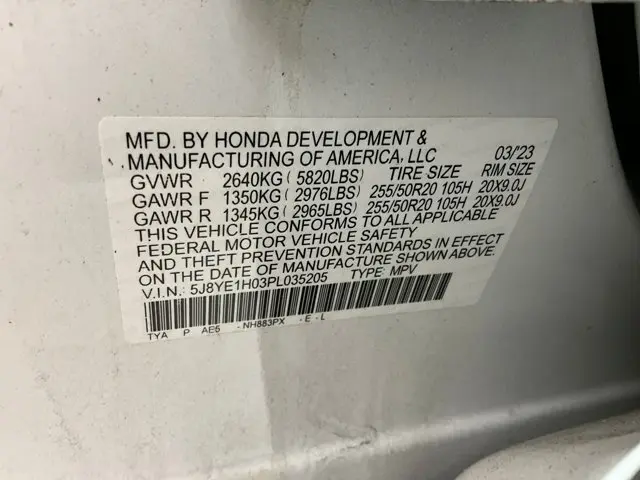 MFD. BY HONDA DEVELOPMENT &
MANUFACTURING OF AMERICA, LLC 03/'23
GVWR 2640KG ( 5820LBS) TIRE SIZE RIM SIZE
GAWR F 1350KG ( 2976LBS) 255/50R20 105H 20X9.0J
GAWR R 1345KG ( 2965LBS) 255/50R20 105H 20X9.0J
THIS VEHICLE CONFORMS TO ALL APPLICABLE
FEDERAL MOTOR VEHICLE SAFETY
AND THEFT PREVENTION STANDARDS IN EFFECT
ON THE DATE OF MANUFACTURE SHOWN ABOVE.
V.I.N.: 5J8YE1H03PL035205 TYPE: MPV
TYA P AE5 -NH883PX -E-L